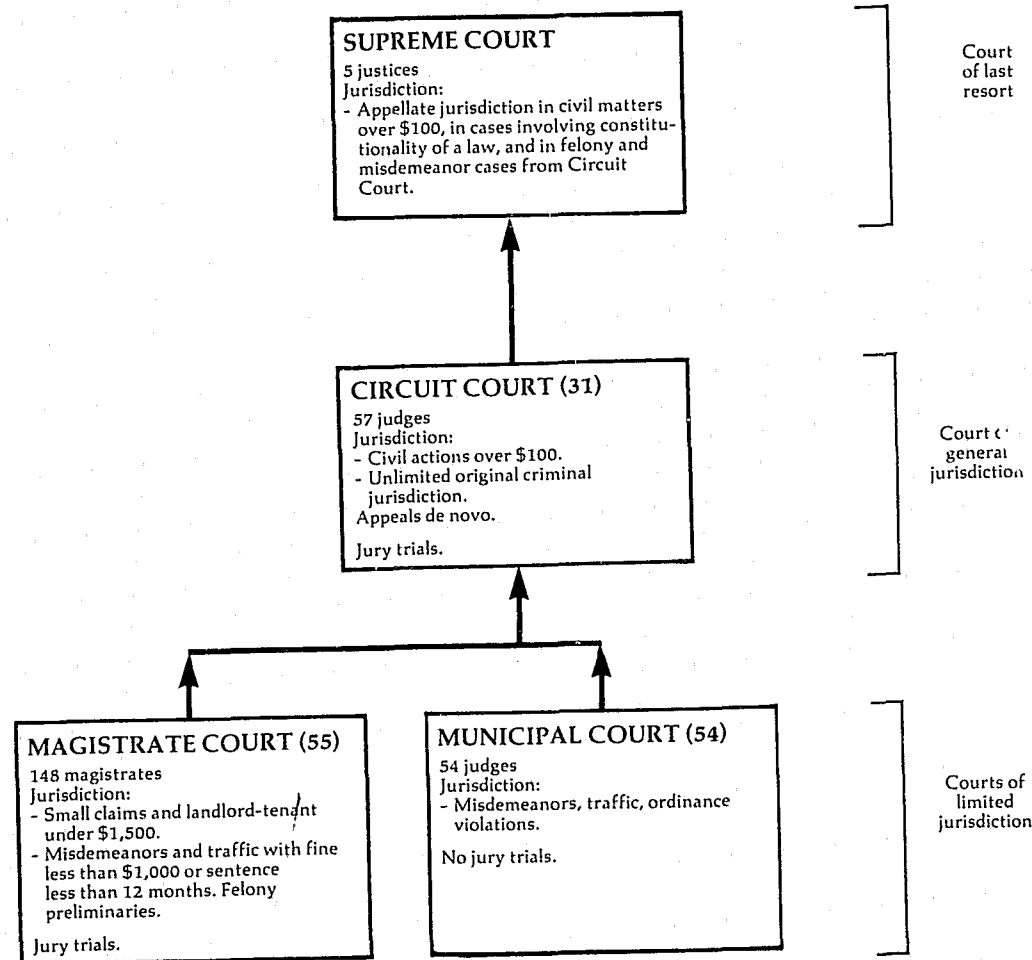 SUPREME COURT
5 justices
Jurisdiction:
- Appellate jurisdiction in civil matters
over $100, in cases involving constitu-
tionality of a law, and in felony and
misdemeanor cases from Circuit
Court.
Court
of last
resort
CIRCUIT COURT (31)
57 judges
Jurisdiction:
- Civil actions over $100.
- Unlimited original criminal
jurisdiction.
Appeals de novo.
Jury trials.
Court
general
jurisdiction
MAGISTRATE COURT (55)
148 magistrates
Jurisdiction:
- Small claims and landlord-tenant
under $1,500.
- Misdemeanors and traffic with fine
less than $1,000 or sentence
less than 12 months. Felony
preliminaries.
Jury trials.
MUNICIPAL COURT (54)
54 judges
Jurisdiction:
- Misdemeanors, traffic, ordinance
violations.
No jury trials.
Courts of
limited
jurisdiction